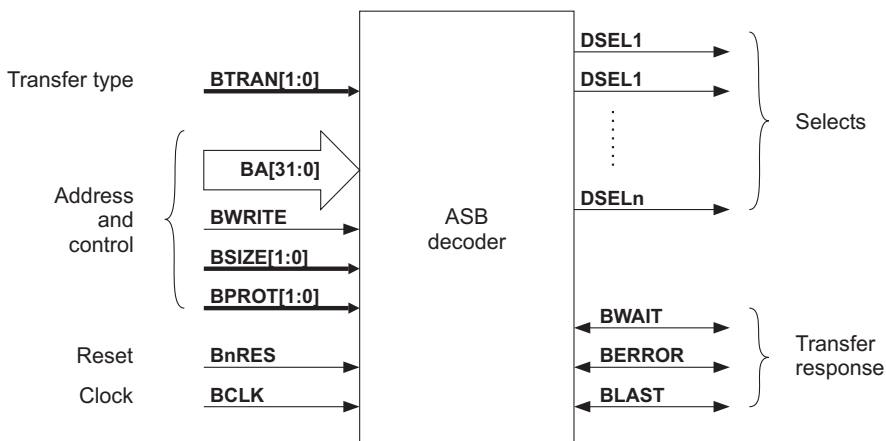 Transfer type
BTRAN[1:0]
Address
and
control
BA[31:0]
BWRITE
BSIZE[1:0]
BPROT[1:0]
Reset
BnRES
Clock
BCLK
ASB
decoder
DSEL1
DSEL1
DSELn
Selects
BWAIT
BERROR
BLAST
Transfer
response